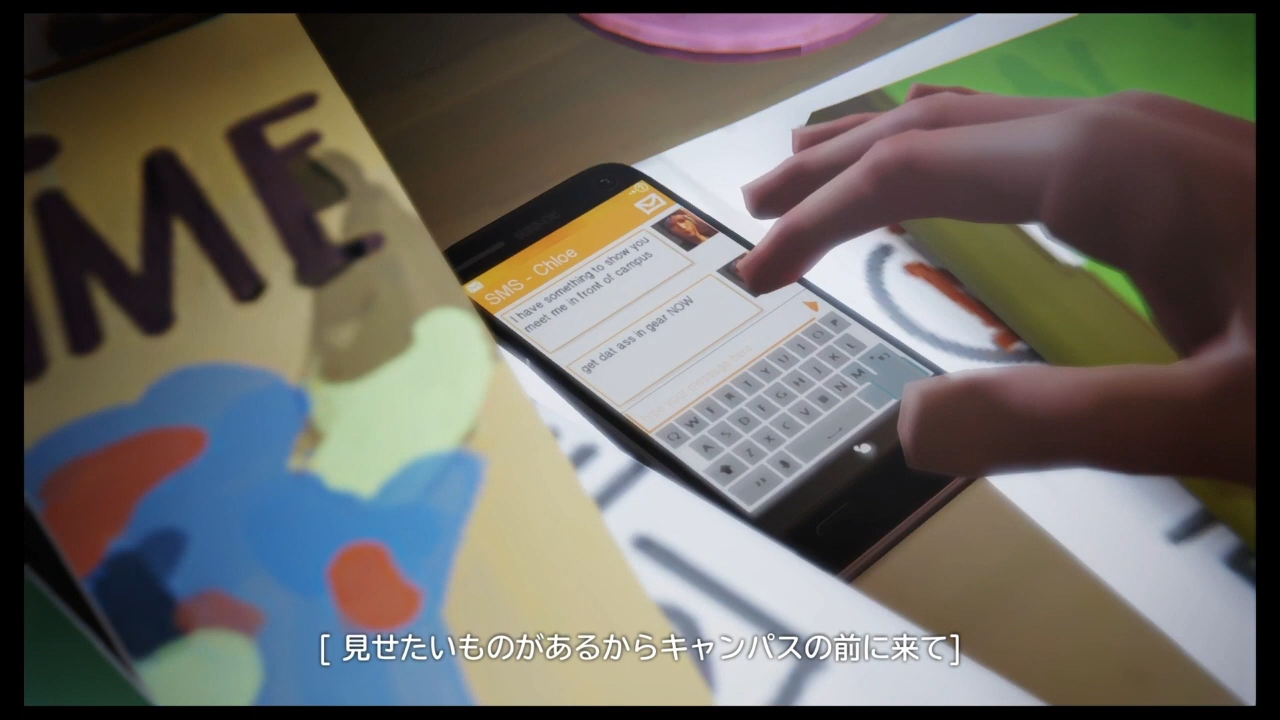 IME
SMS - Chloe
I have something to show you
meet me in front of campus
get dat ass in gear NOW
Q W E R T Y U I O P
A S D F G H J K L
Z X C V B N M
[ 見せたいものがあるからキャンパスの前に来て]